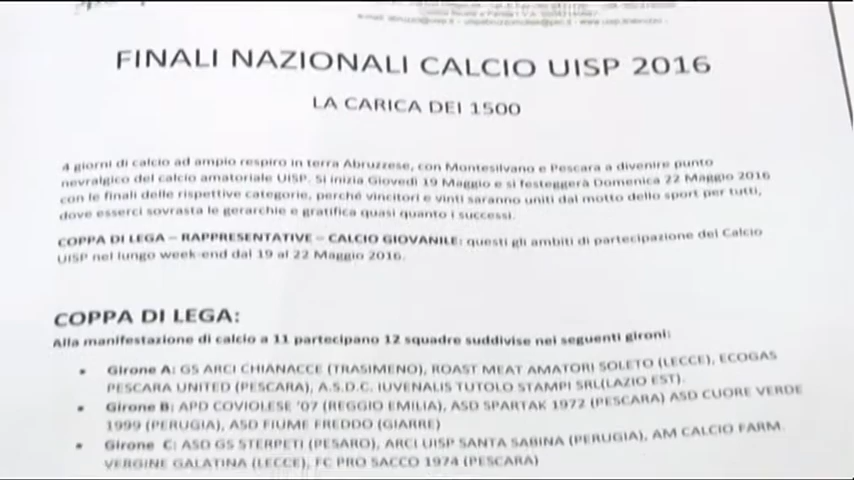 FINALI NAZIONALI CALCIO UISP 2016
LA CARICA DEI 1500
4 giorni di calcio ad ampio respiro in terra Abruzzese, con Montesilvano e Pescara a divenire punto
nevralgico del calcio amatoriale UISP. Si inizia Giovedì 19 Maggio e si festeggerà Domenica 22 Maggio 2016
con le finali delle rispettive categorie, perché vincitori e vinti saranno uniti dal motto dello sport per tutti,
dove esserci sovrasta le gerarchie e gratifica quasi quanto i successi.
COPPA DI LEGA – RAPPRESENTATIVE – CALCIO GIOVANILE: questi gli ambiti di partecipazione del Calcio
UISP nel lungo week-end dal 19 al 22 Maggio 2016.
COPPA DI LEGA:
Alla manifestazione di calcio a 11 partecipano 12 squadre suddivise nei seguenti gironi:
• Girone A: GS ARCI CHIANACCE (TRASIMENO), ROAST MEAT AMATORI SOLETO (LECCE), ECOGAS
PESCARA UNITED (PESCARA), A.S.D.C. IUVENALIS TUTOLO STAMPI SRL(LAZIO EST).
• Girone B: APD COVIOLESE '07 (REGGIO EMILIA), ASD SPARTAK 1972 (PESCARA) ASD CUORE VERDE
1999 (PERUGIA), ASD FIUME FREDDO (GIARRE)
• Girone C: ASD GS STERPETI (PESARO), ARCI UISP SANTA SABINA (PERUGIA), AM CALCIO FARM.
VERGINE GALATINA (LECCE), FC PRO SACCO 1974 (PESCARA)